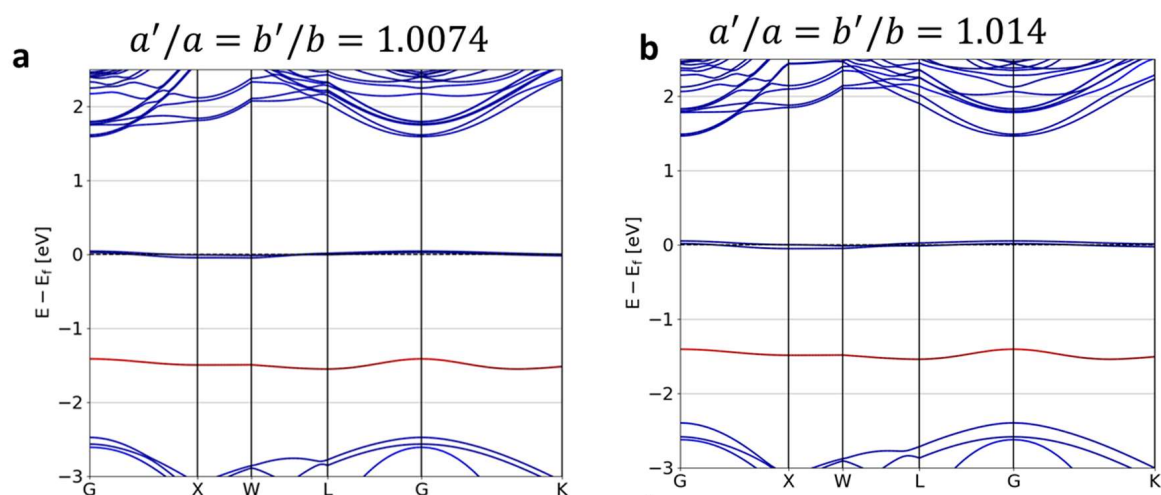 a
a′/a = b′/b = 1.0074
E − E_f [eV]
2
1
0
−1
−2
−3
G X W L G K
b
a′/a = b′/b = 1.014
E − E_f [eV]
2
1
0
−1
−2
−3
G X W L G K